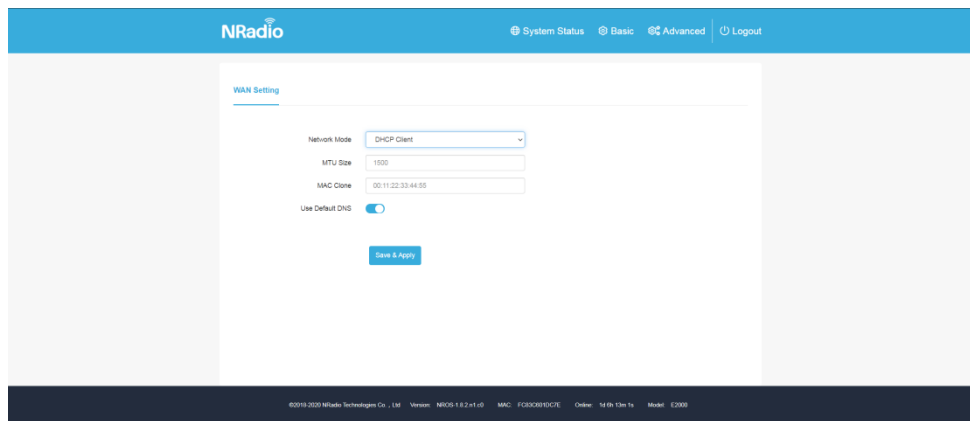 NRadio
System Status Basic Advanced Logout
WAN Setting
Network Mode DHCP Client
MTU Size 1500
MAC Clone 00:11:22:33:44:55
Use Default DNS
Save & Apply
©2018-2020 NRadio Technologies Co., Ltd Version: NROS-1.8.2.n1.c0 MAC: FC83C601DC7E Online: 1d 6h 13m 1s Model: E2000